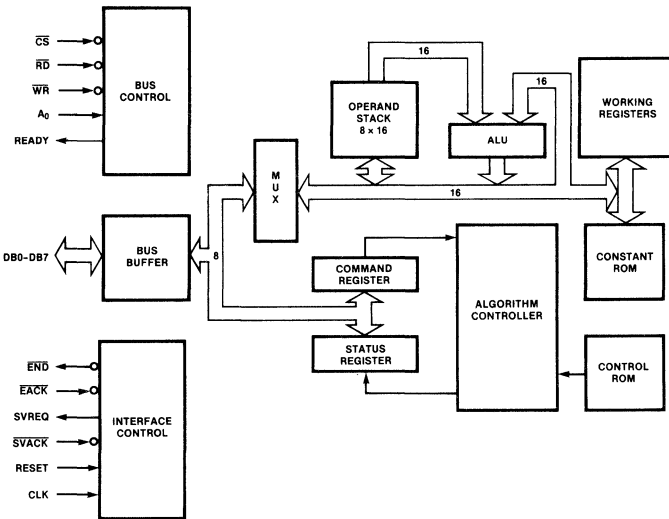 CS
RD
WR
A0
READY
BUS
CONTROL
16
OPERAND
STACK
8 × 16
16
ALU
WORKING
REGISTERS
M
U
X
16
DB0-DB7
BUS
BUFFER
8
COMMAND
REGISTER
STATUS
REGISTER
ALGORITHM
CONTROLLER
CONSTANT
ROM
CONTROL
ROM
END
EACK
SVREQ
SVACK
RESET
CLK
INTERFACE
CONTROL